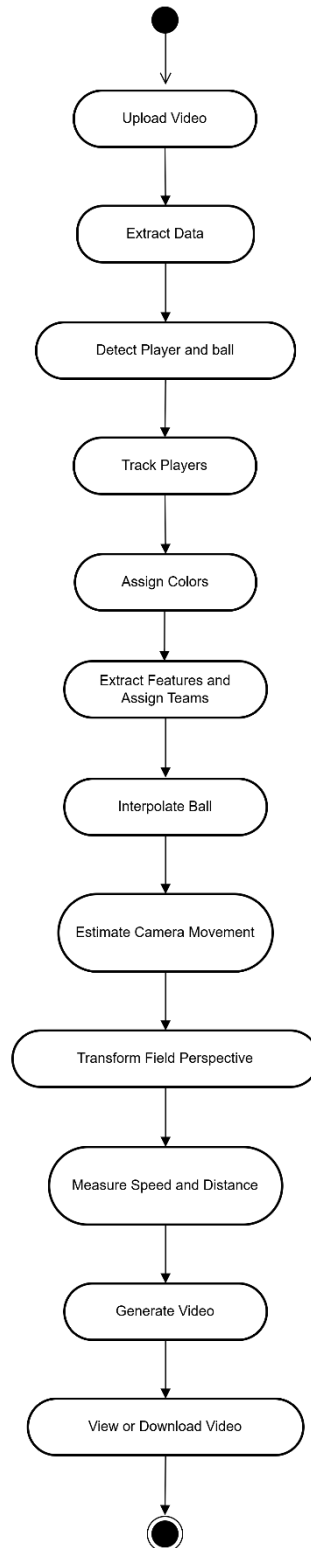 Upload Video
Extract Data
Detect Player and ball
Track Players
Assign Colors
Extract Features and
Assign Teams
Interpolate Ball
Estimate Camera Movement
Transform Field Perspective
Measure Speed and Distance
Generate Video
View or Download Video